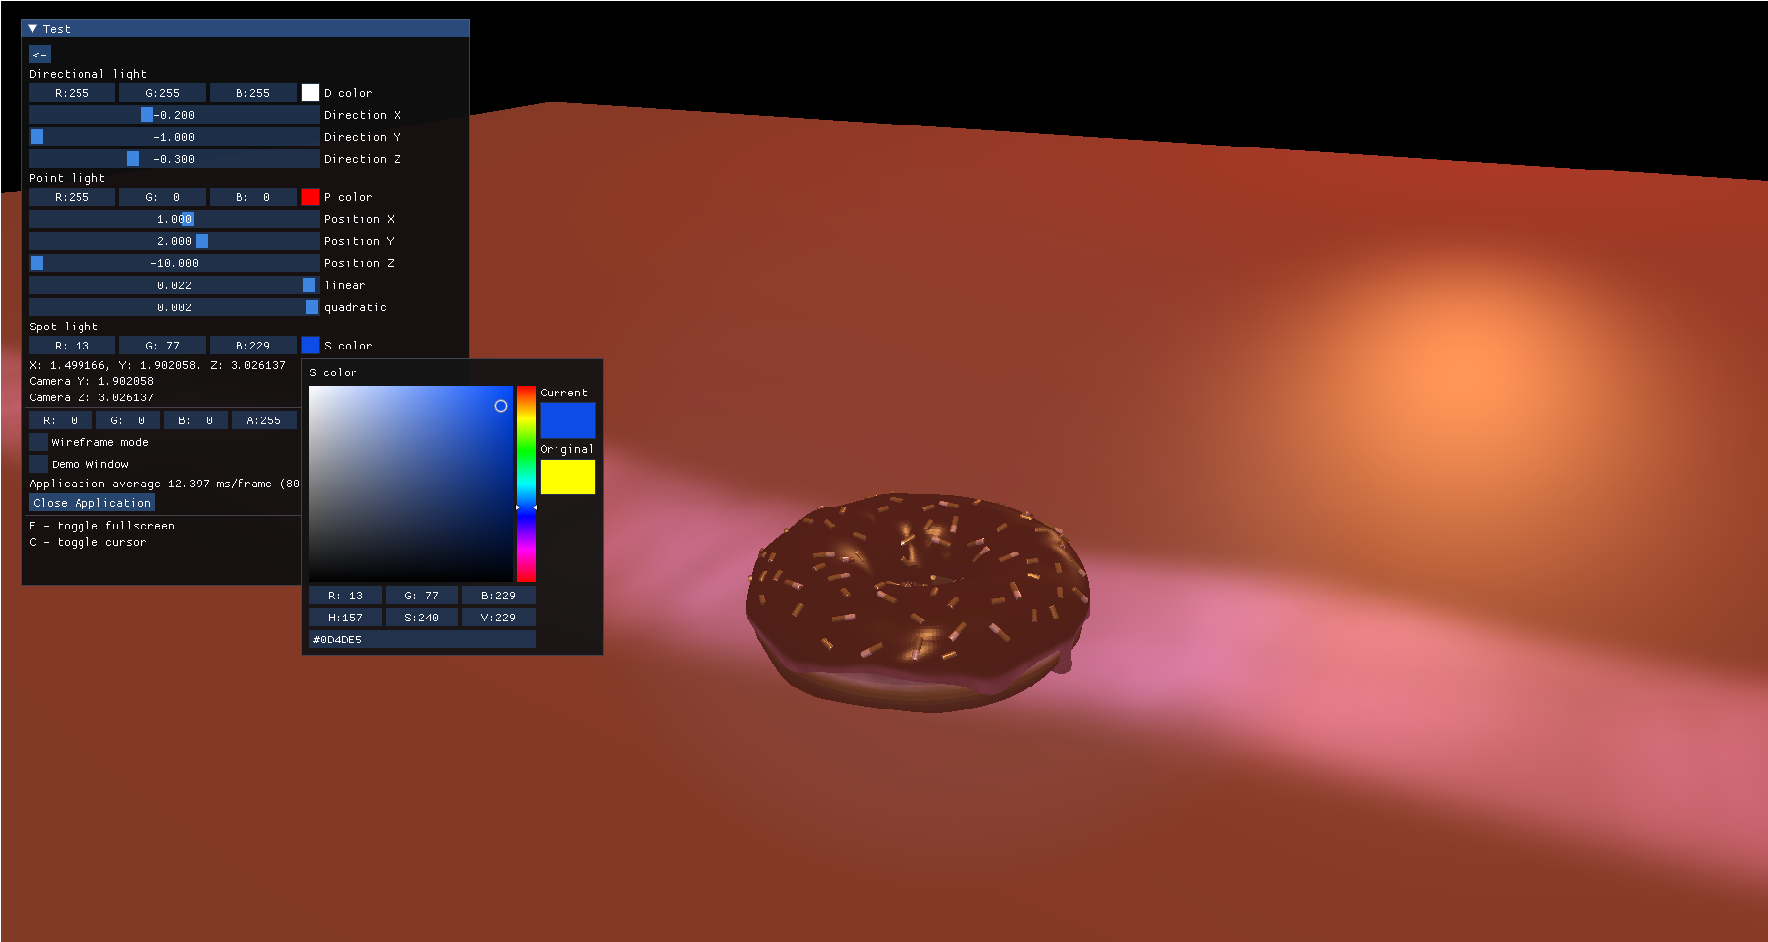 Test
<-
Directional light
R:255 G:255 B:255 D color
-0.200 Direction X
-1.000 Direction Y
-0.300 Direction Z
Point light
R:255 G: 0 B: 0 P color
1.000 Position X
2.000 Position Y
-10.000 Position Z
0.022 linear
0.002 quadratic
Spot light
R: 13 G: 77 B:229 S color
X: 1.499166, Y: 1.902058. Z: 3.026137
Camera Y: 1.902058
Camera Z: 3.026137
R: 0 G: 0 B: 0 A:255
Wireframe mode
Demo Window
Application average 12.397 ms/frame (80
Close Application
F - toggle fullscreen
C - toggle cursor
S color
Current
Original
R: 13 G: 77 B:229
H:157 S:240 V:229
#0D4DE5